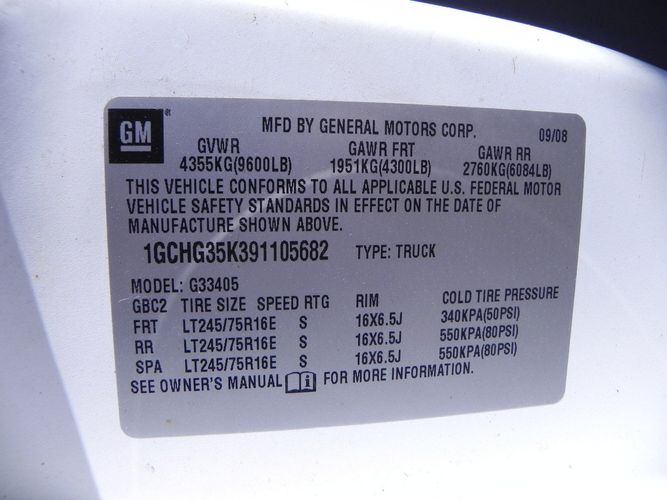 GM ®
MFD BY GENERAL MOTORS CORP. 09/08
GVWR GAWR FRT GAWR RR
4355KG(9600LB) 1951KG(4300LB) 2760KG(6084LB)
THIS VEHICLE CONFORMS TO ALL APPLICABLE U.S. FEDERAL MOTOR
VEHICLE SAFETY STANDARDS IN EFFECT ON THE DATE OF
MANUFACTURE SHOWN ABOVE.
1GCHG35K391105682 TYPE: TRUCK
MODEL: G33405
GBC2 TIRE SIZE SPEED RTG RIM COLD TIRE PRESSURE
FRT LT245/75R16E S 16X6.5J 340KPA(50PSI)
RR LT245/75R16E S 16X6.5J 550KPA(80PSI)
SPA LT245/75R16E S 16X6.5J 550KPA(80PSI)
SEE OWNER'S MANUAL i FOR MORE INFORMATION.